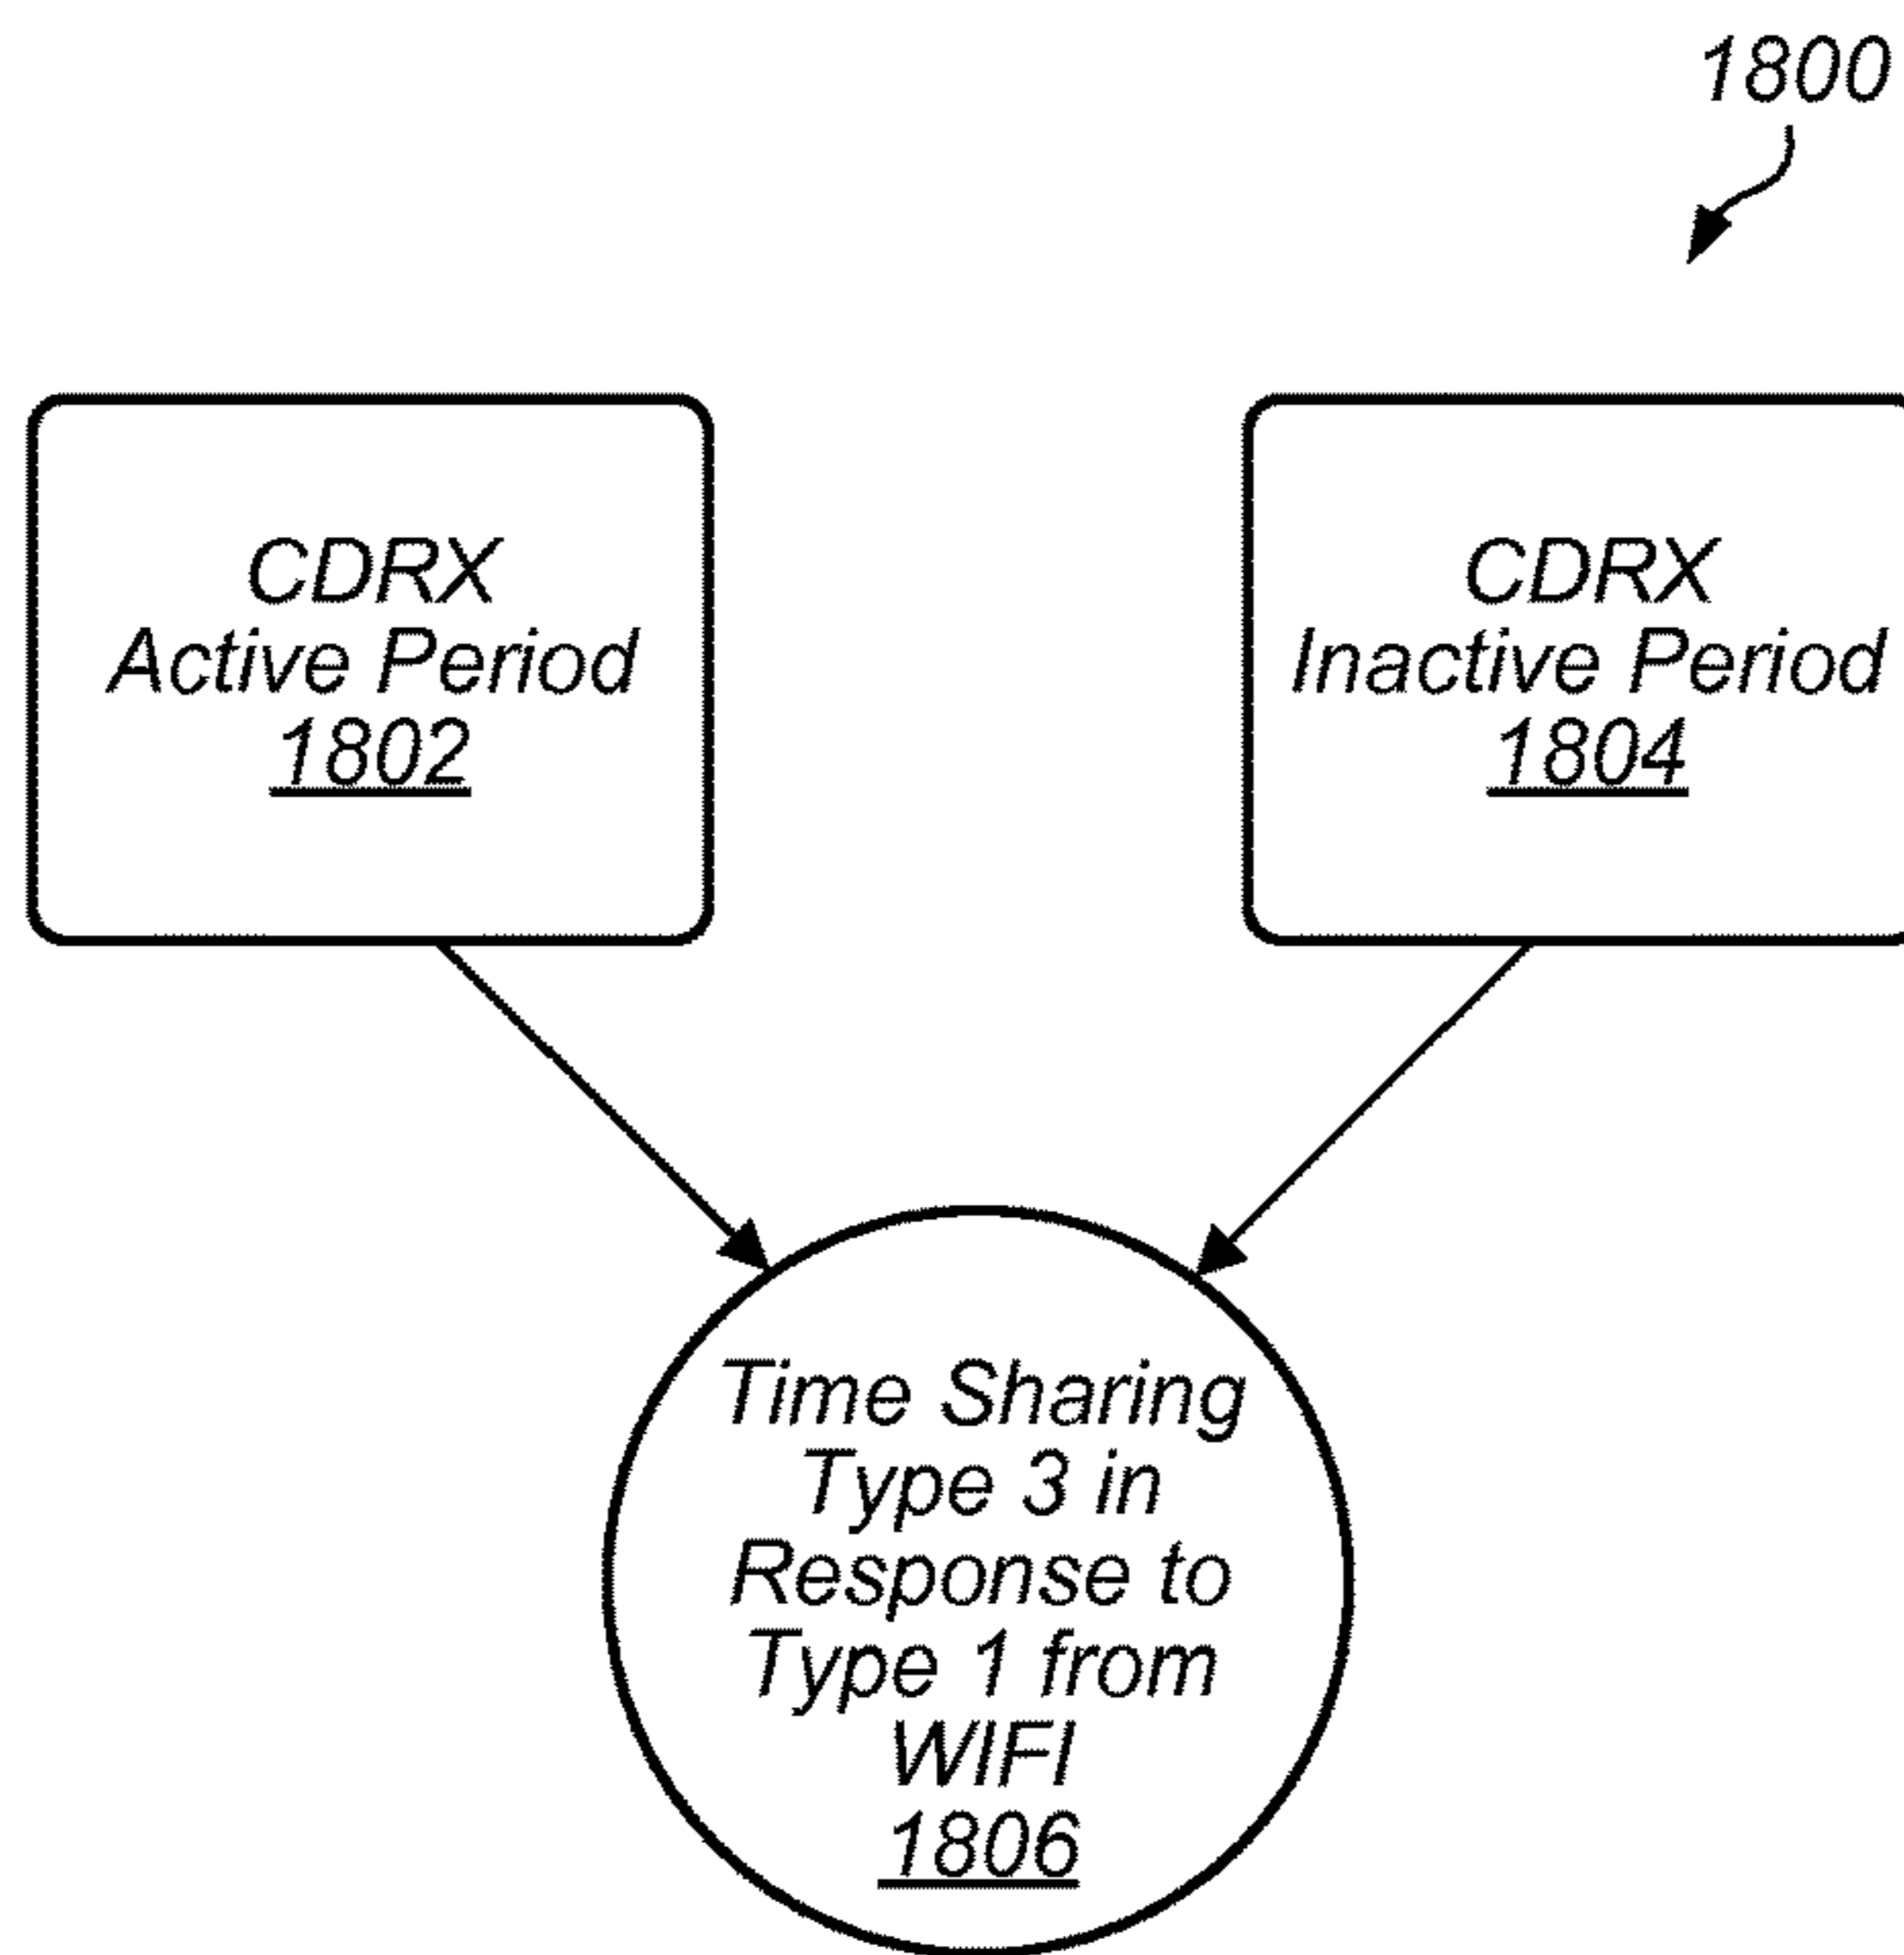 1800
CDRX
Active Period
1802
CDRX
Inactive Period
1804
Time Sharing
Type 3 in
Response to
Type 1 from
WIFI
1806